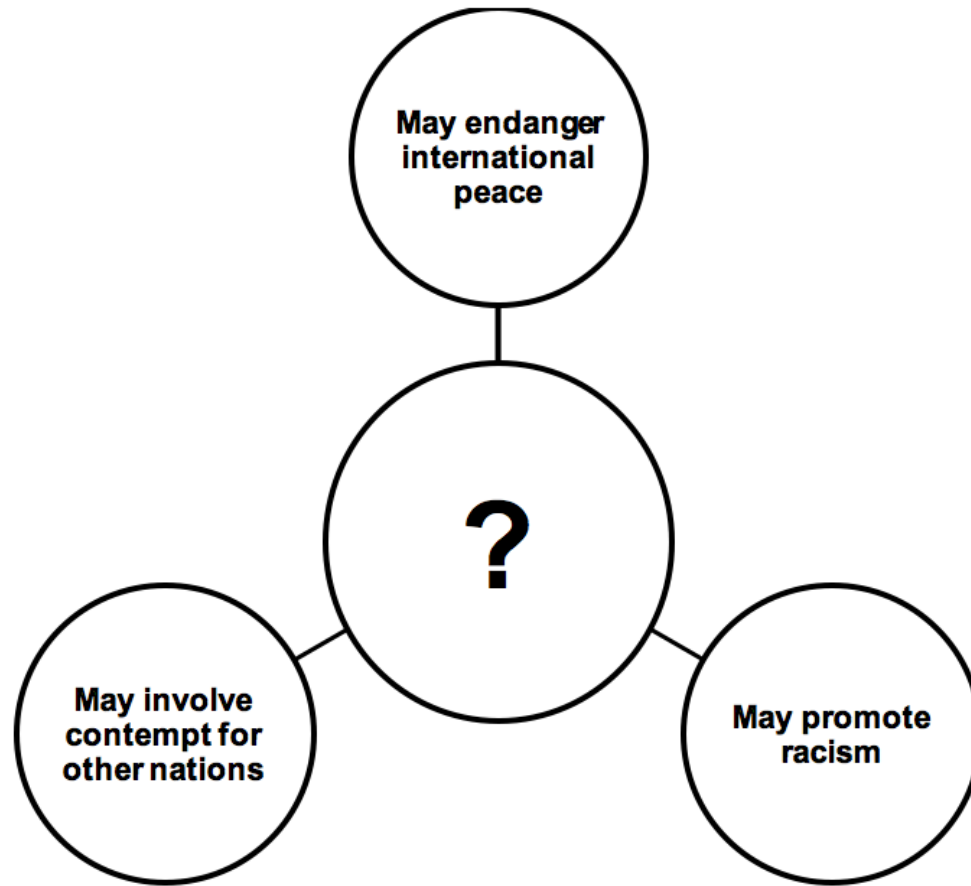 May endanger
international
peace
?
May involve
contempt for
other nations
May promote
racism